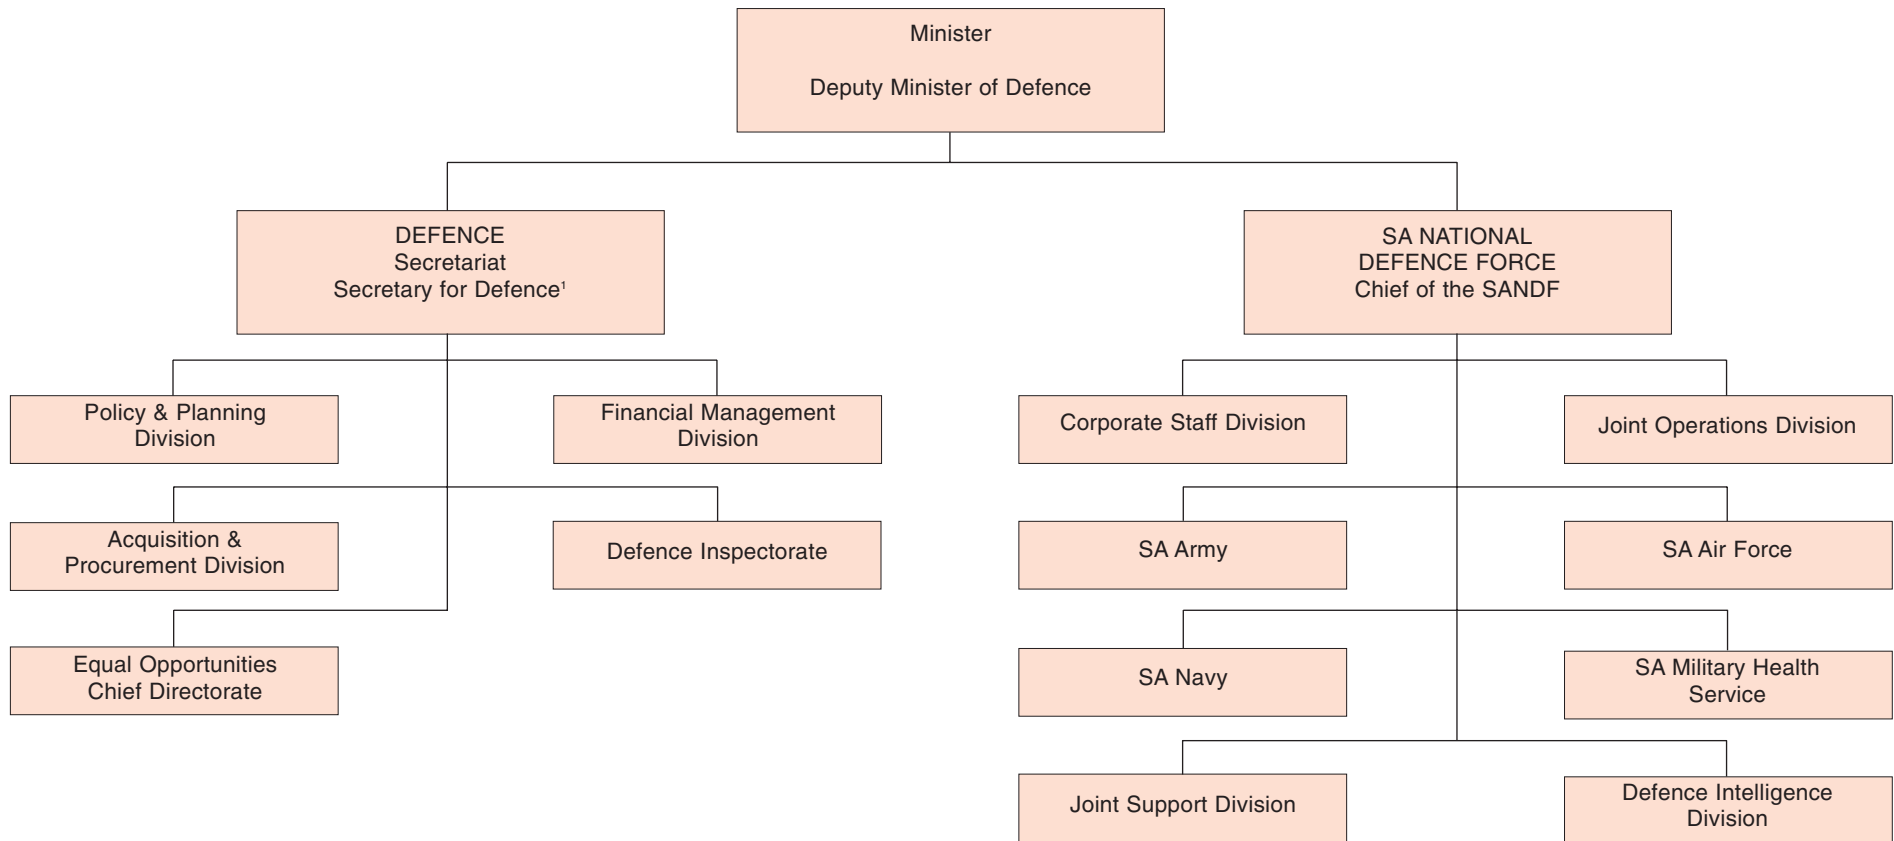 Minister
Deputy Minister of Defence
DEFENCE
Secretariat
Secretary for Defence¹
SA NATIONAL
DEFENCE FORCE
Chief of the SANDF
Policy & Planning
Division
Financial Management
Division
Corporate Staff Division
Joint Operations Division
Acquisition &
Procurement Division
Defence Inspectorate
SA Army
SA Air Force
Equal Opportunities
Chief Directorate
SA Navy
SA Military Health
Service
Joint Support Division
Defence Intelligence
Division